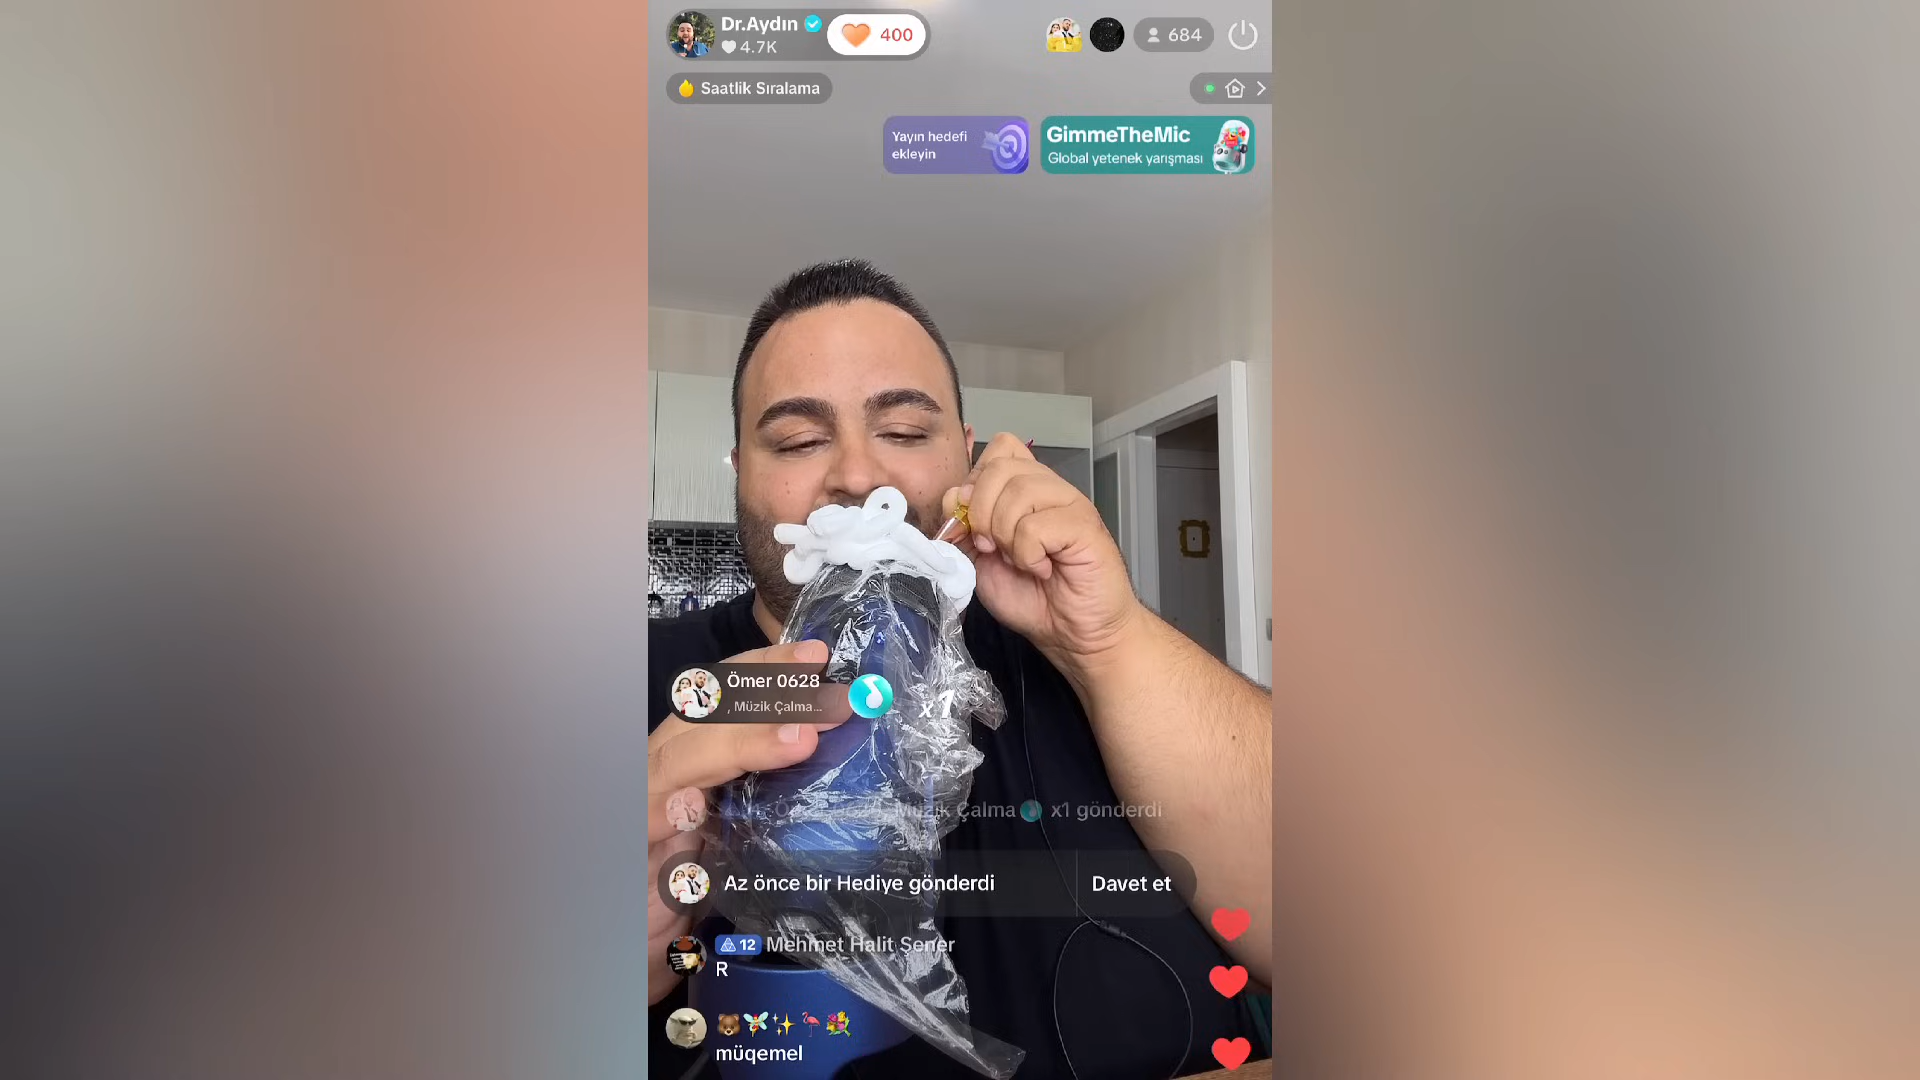 Dr.Aydın
4.7K
400
684
Saatlik Sıralama
Yayın hedefi
ekleyin
GimmeTheMic
Global yetenek yarışması
Ömer 0628
, Müzik Çalma...
x1
Müzik Çalma x1 gönderdi
Az önce bir Hediye gönderdi
Davet et
12 Mehmet Halit Şener
R
müqemel